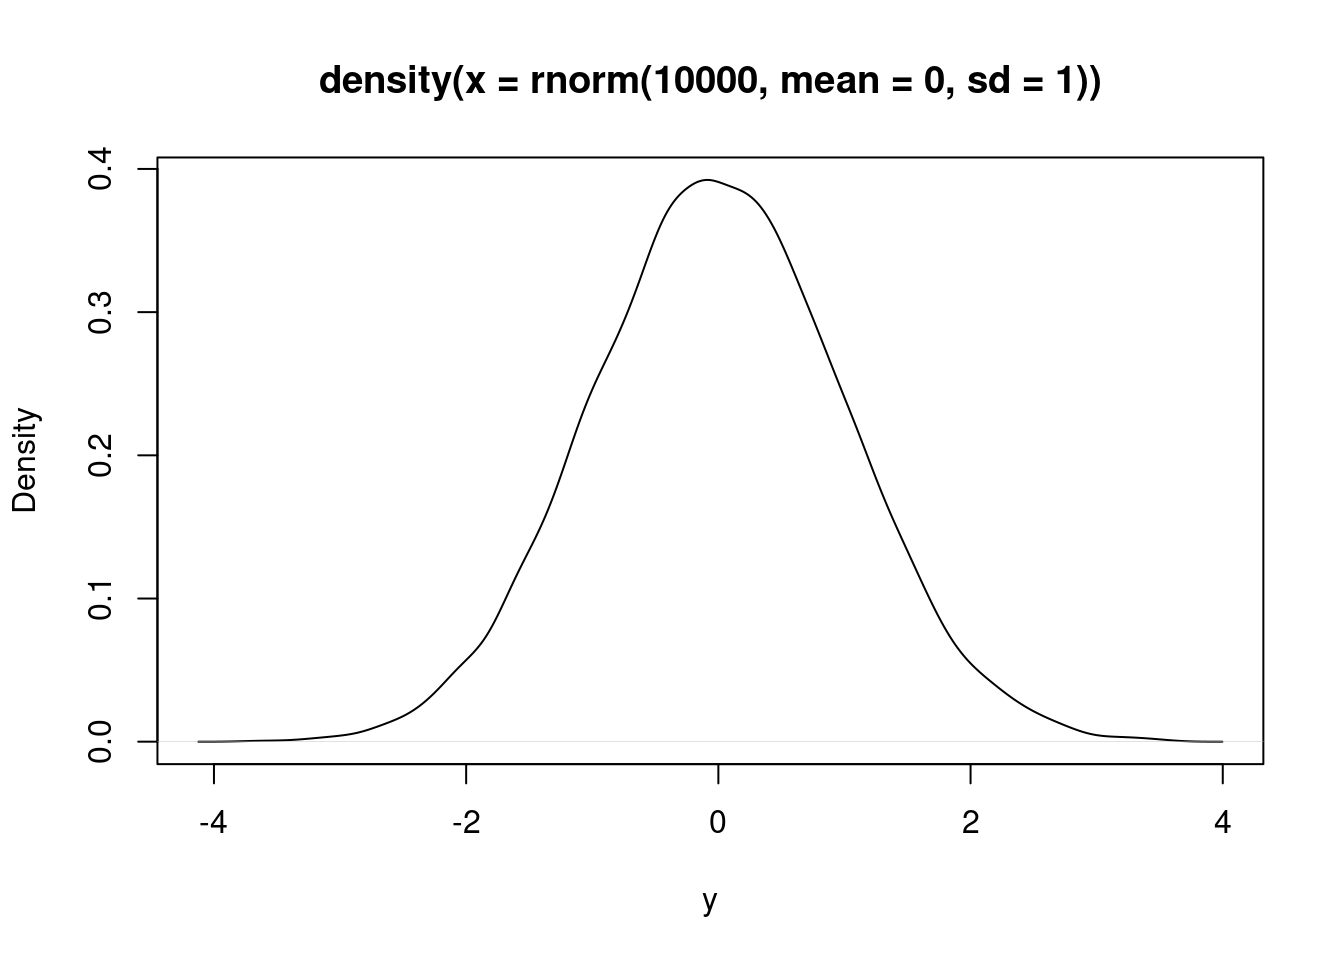 density(x = rnorm(10000, mean = 0, sd = 1))
0.4
0.3
0.2
0.1
0.0
Density
-4 -2 0 2 4
y